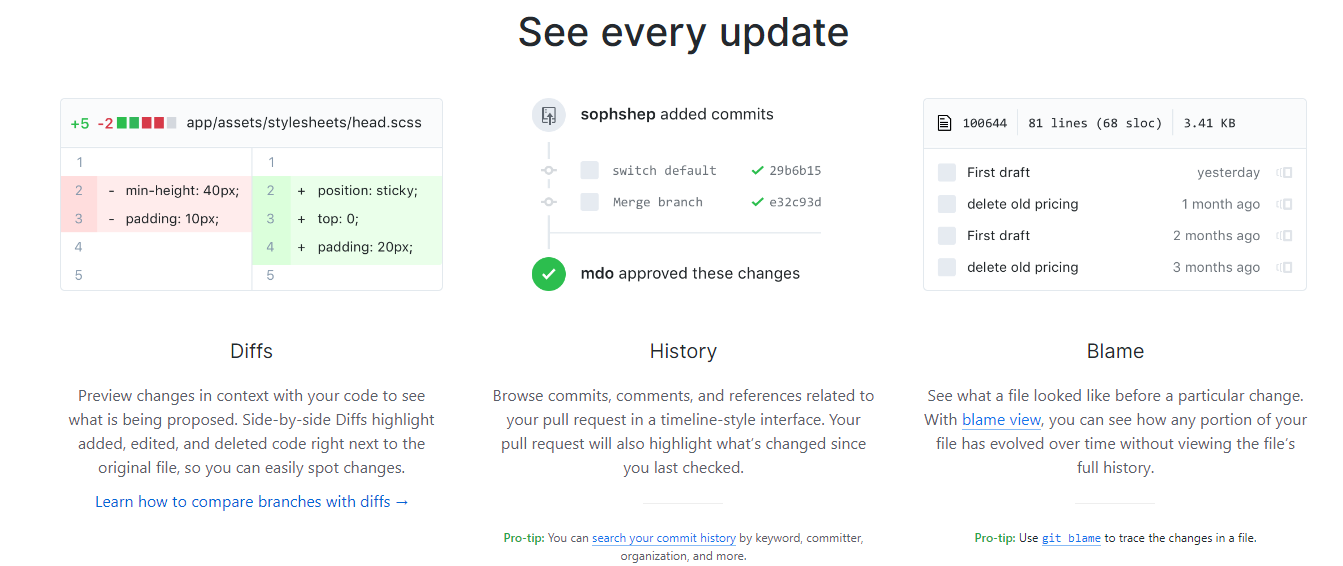 See every update
+5 -2 app/assets/stylesheets/head.scss
1 1
2 - min-height: 40px; 2 + position: sticky;
3 - padding: 10px; 3 + top: 0;
4 4 + padding: 20px;
5 5
sophshep added commits
switch default 29b6b15
Merge branch e32c93d
mdo approved these changes
100644 81 lines (68 sloc) 3.41 KB
First draft yesterday
delete old pricing 1 month ago
First draft 2 months ago
delete old pricing 3 months ago
Diffs
Preview changes in context with your code to see
what is being proposed. Side-by-side Diffs highlight
added, edited, and deleted code right next to the
original file, so you can easily spot changes.
Learn how to compare branches with diffs →
History
Browse commits, comments, and references related to
your pull request in a timeline-style interface. Your
pull request will also highlight what’s changed since
you last checked.
Pro-tip: You can search your commit history by keyword, committer,
organization, and more.
Blame
See what a file looked like before a particular change.
With blame view, you can see how any portion of your
file has evolved over time without viewing the file’s
full history.
Pro-tip: Use git blame to trace the changes in a file.